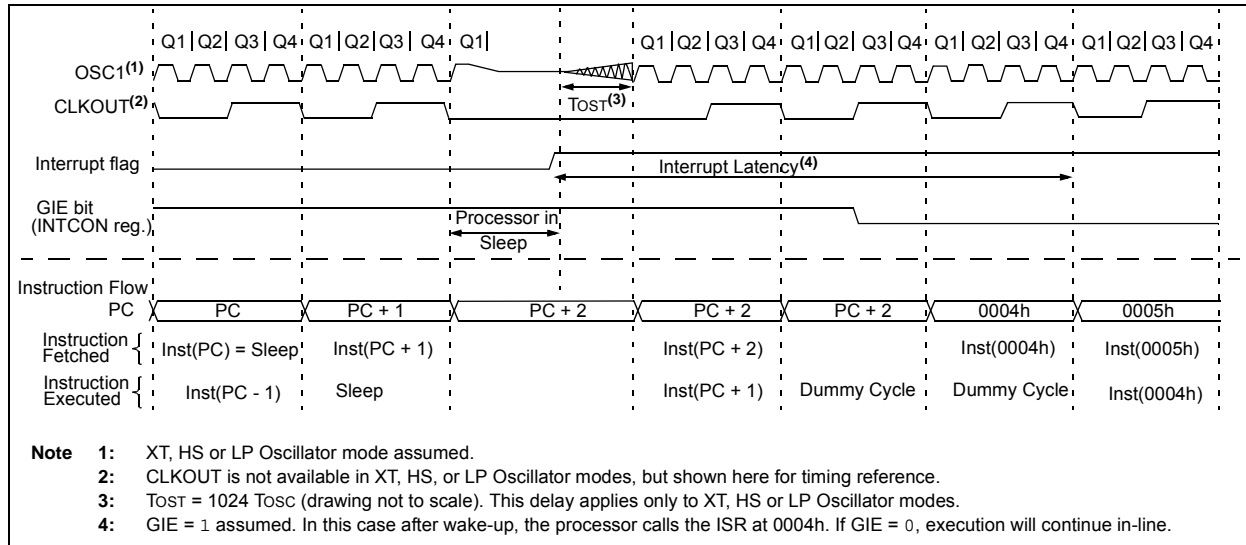 Q1| Q2| Q3| Q4 Q1| Q2| Q3| Q4 Q1| Q1| Q2| Q3| Q4 Q1| Q2| Q3| Q4 Q1| Q2| Q3| Q4 Q1| Q2| Q3| Q4
OSC1(1)
CLKOUT(2)
TOST(3)
Interrupt flag
Interrupt Latency(4)
GIE bit
(INTCON reg.)
Processor in
Sleep
Instruction Flow
PC PC PC + 1 PC + 2 PC + 2 PC + 2 0004h 0005h
Instruction
Fetched { Inst(PC) = Sleep Inst(PC + 1) Inst(PC + 2) Inst(0004h) Inst(0005h)
Instruction
Executed { Inst(PC - 1) Sleep Inst(PC + 1) Dummy Cycle Dummy Cycle Inst(0004h)
Note 1: XT, HS or LP Oscillator mode assumed.
2: CLKOUT is not available in XT, HS, or LP Oscillator modes, but shown here for timing reference.
3: TOST = 1024 TOSC (drawing not to scale). This delay applies only to XT, HS or LP Oscillator modes.
4: GIE = 1 assumed. In this case after wake-up, the processor calls the ISR at 0004h. If GIE = 0, execution will continue in-line.